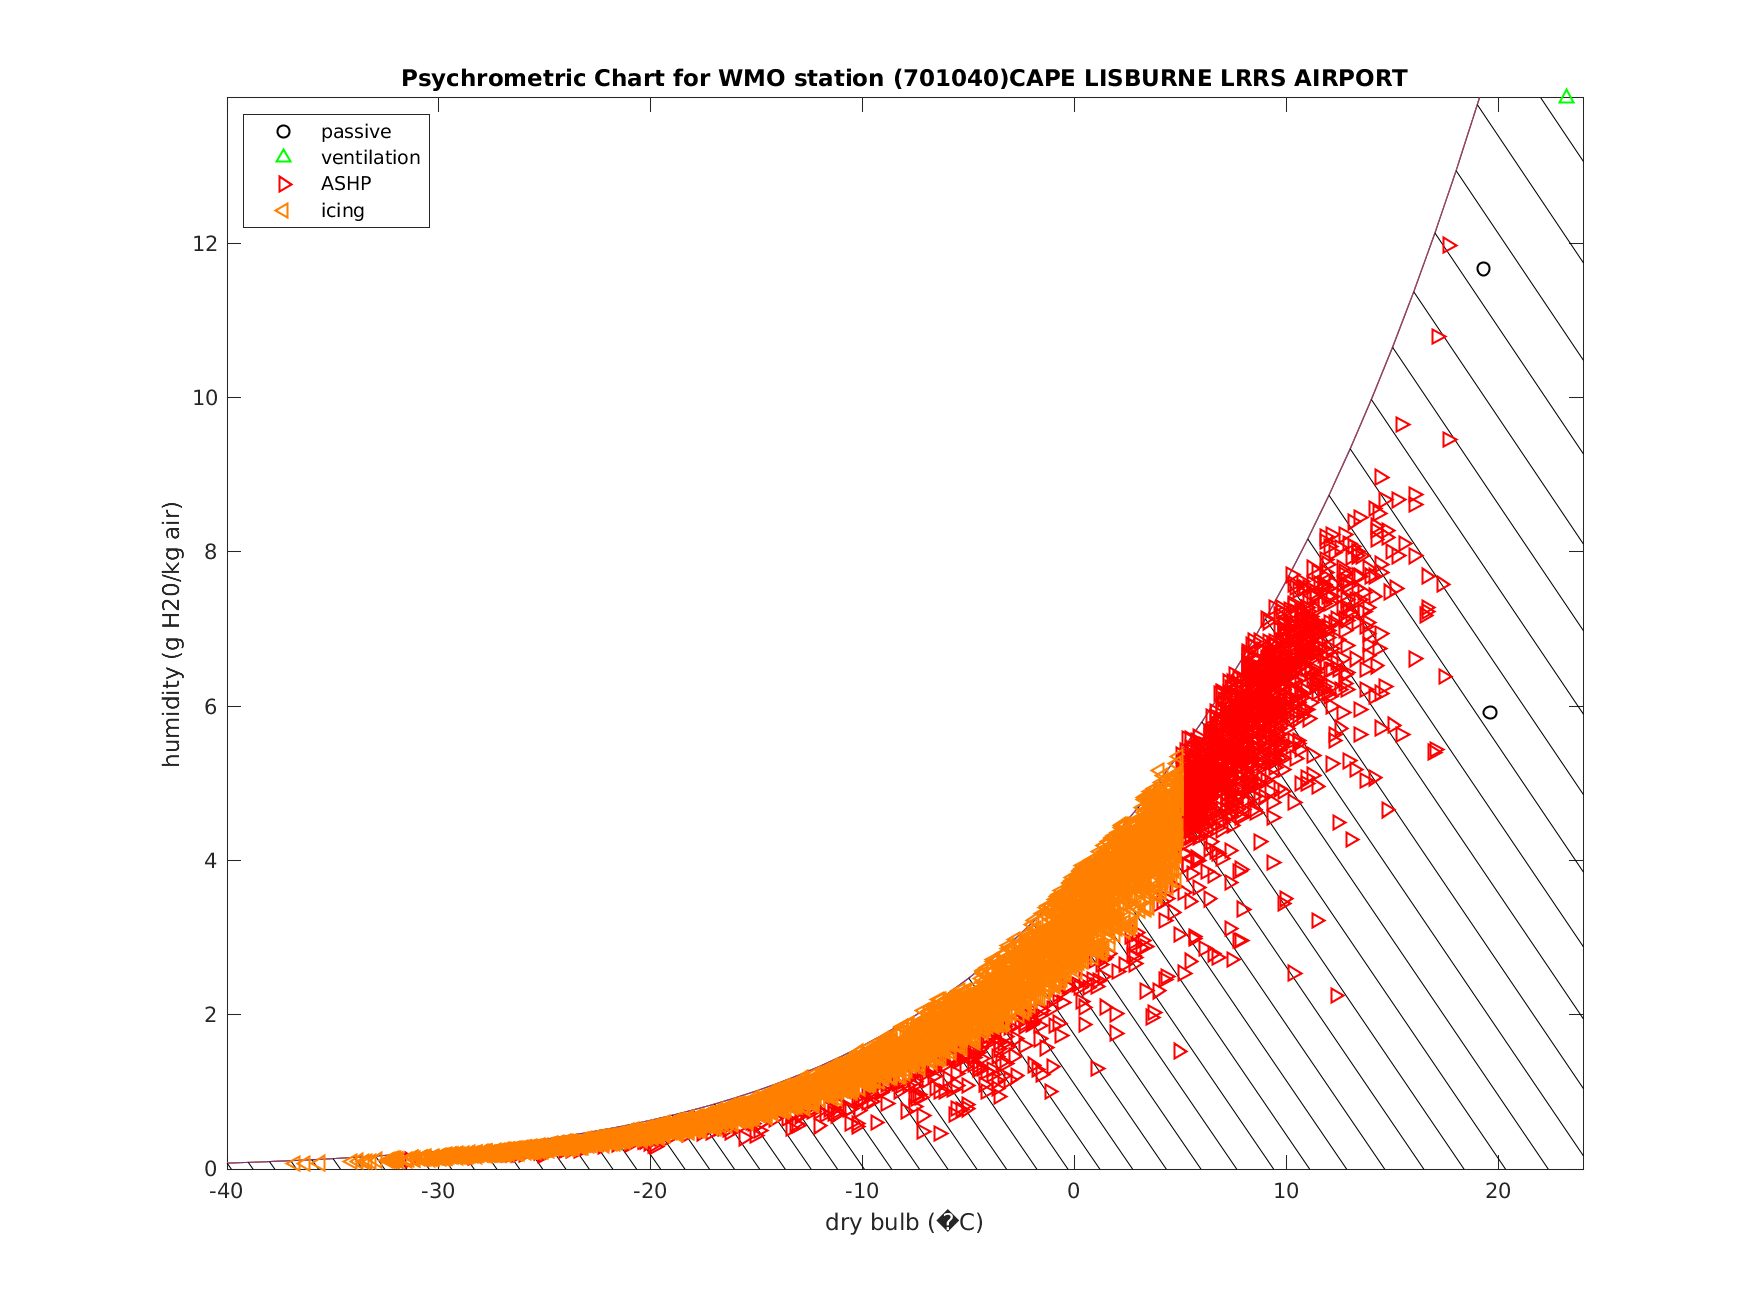 Psychrometric Chart for WMO station (701040)CAPE LISBURNE LRRS AIRPORT
passive
ventilation
ASHP
icing
humidity (g H20/kg air)
12
10
8
6
4
2
0
-40 -30 -20 -10 0 10 20
dry bulb (�C)